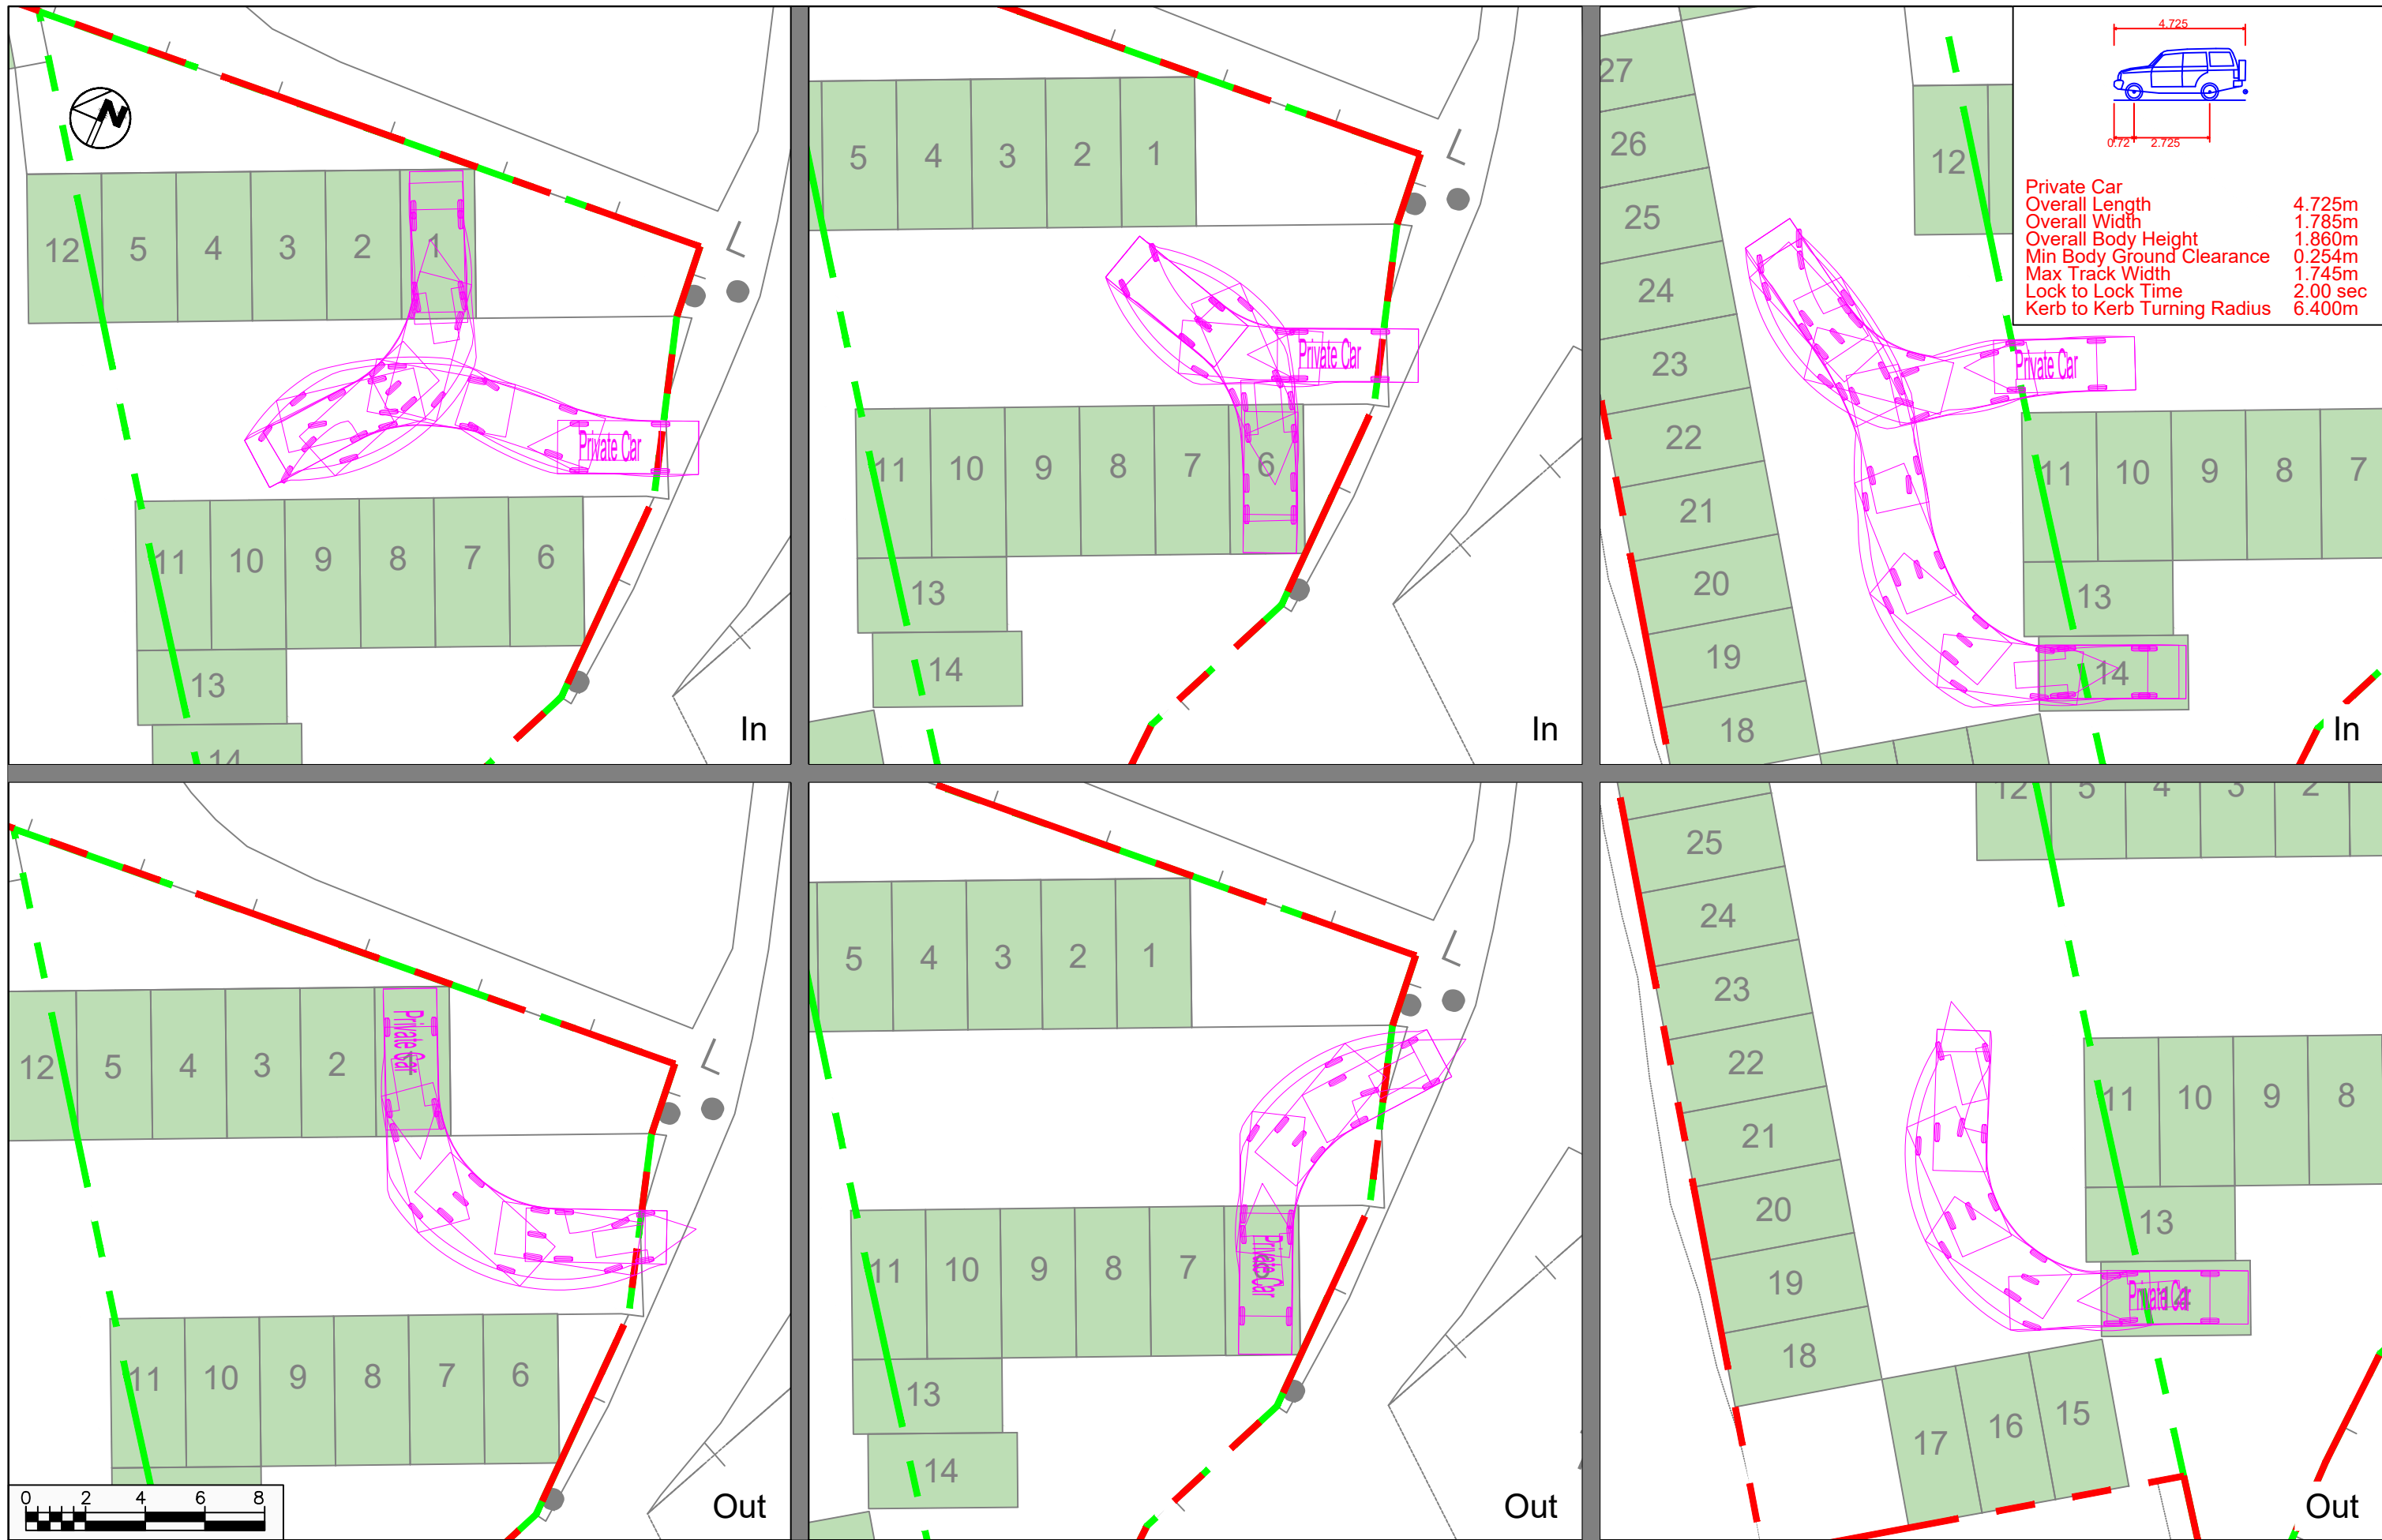 N
12 5 4 3 2 1
Private Car
11 10 9 8 7 6
13
14
In
5 4 3 2 1
Private Car
11 10 9 8 7 6
13
14
In
27
26
25
24
23
22
21
20
19
18
12
Private Car
11 10 9 8 7
13
14
In
4.725
0.72 2.725
Private Car
Overall Length 4.725m
Overall Width 1.785m
Overall Body Height 1.860m
Min Body Ground Clearance 0.254m
Max Track Width 1.745m
Lock to Lock Time 2.00 sec
Kerb to Kerb Turning Radius 6.400m
12 5 4 3 2
Private Car
11 10 9 8 7 6
0 2 4 6 8
Out
5 4 3 2 1
11 10 9 8 7
Private Car
13
14
Out
12 5 4 3 2
25
24
23
22
21
20
19
18
11 10 9 8
13
Private Car
17 16 15
Out